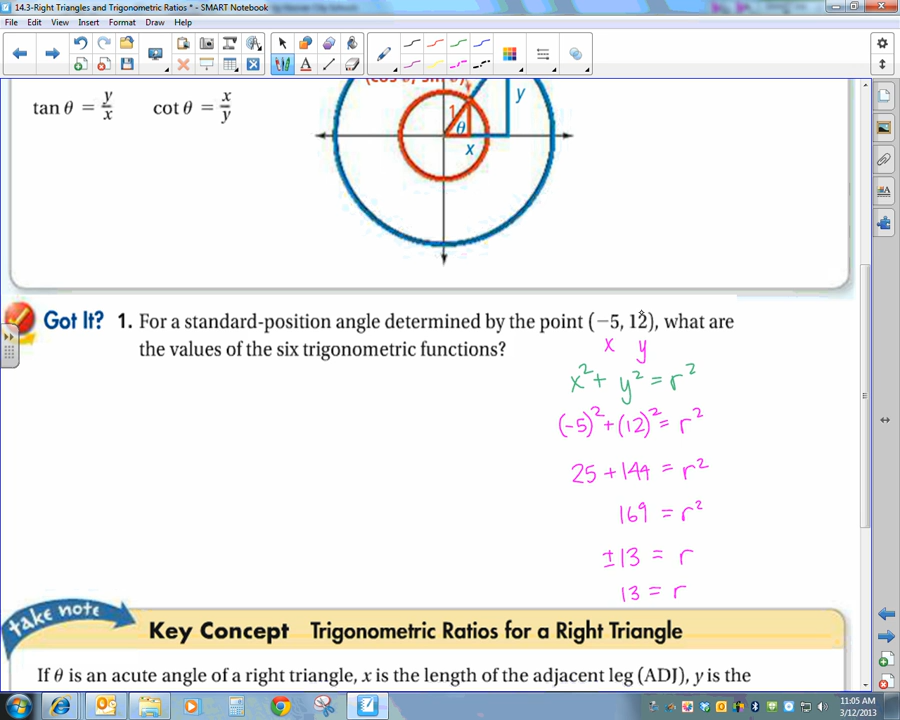 14.3-Right Triangles and Trigonometric Ratios * - SMART Notebook
File Edit View Insert Format Draw Help
tan θ = y/x cot θ = x/y
1
θ
x
y
Got It? 1. For a standard-position angle determined by the point (−5, 12), what are
the values of the six trigonometric functions?
x y
x² + y² = r²
(-5)² + (12)² = r²
25 + 144 = r²
169 = r²
±13 = r
13 = r
take note
Key Concept Trigonometric Ratios for a Right Triangle
If θ is an acute angle of a right triangle, x is the length of the adjacent leg (ADJ), y is the
11:05 AM
3/12/2013